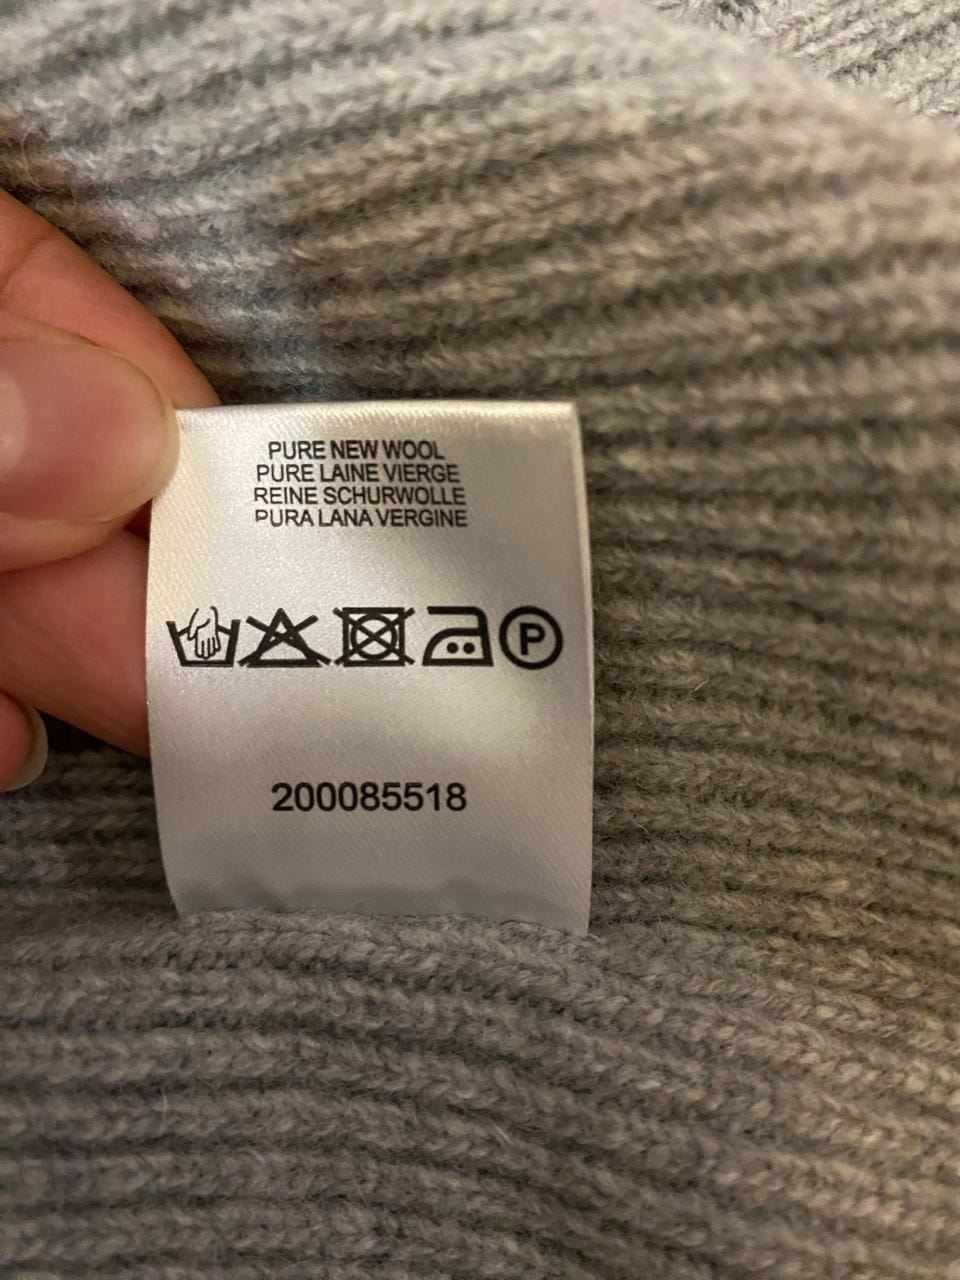 PURE NEW WOOL
PURE LAINE VIERGE
REINE SCHURWOLLE
PURA LANA VERGINE
P
200085518